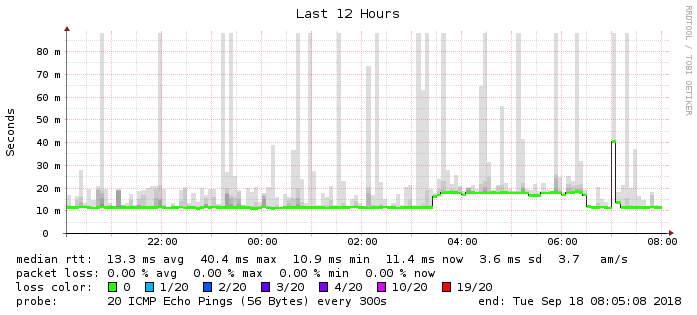 Last 12 Hours
RRDTOOL / TOBI OETIKER
Seconds
80 m
70 m
60 m
50 m
40 m
30 m
20 m
10 m
0
22:00 00:00 02:00 04:00 06:00 08:00
median rtt: 13.3 ms avg 40.4 ms max 10.9 ms min 11.4 ms now 3.6 ms sd 3.7 am/s
packet loss: 0.00 % avg 0.00 % max 0.00 % min 0.00 % now
loss color: 0 1/20 2/20 3/20 4/20 10/20 19/20
probe: 20 ICMP Echo Pings (56 Bytes) every 300s end: Tue Sep 18 08:05:08 2018